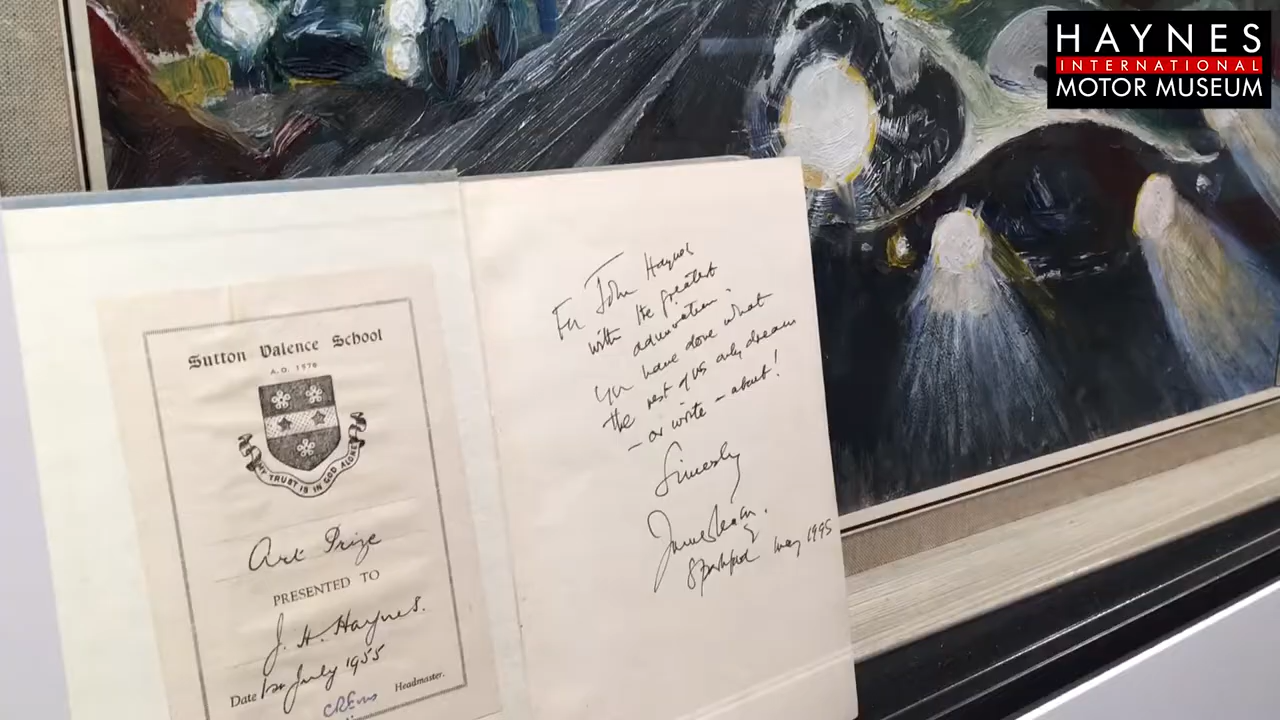 HAYNES
INTERNATIONAL
MOTOR MUSEUM
Sutton Valence School
A.D. 1576
MY TRUST IS IN GOD ALONE
Art Prize
PRESENTED TO
J. H. Haynes.
Date 1st July 1955
Headmaster.
For John Haynes
with the greatest
admiration.
You have done what
the rest of us only dream
- or write - about!
Sincerely
Sparkford May 1995